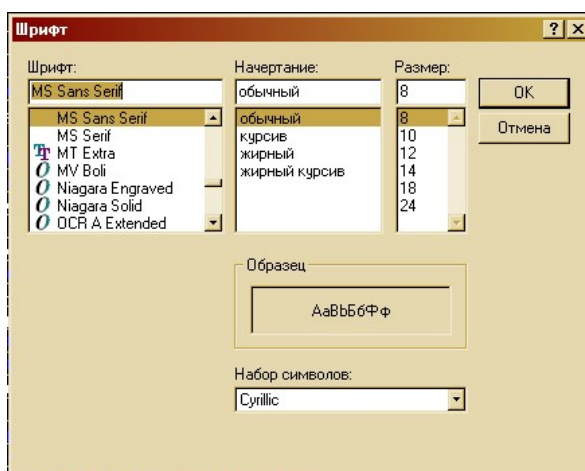 Шрифт
Шрифт:
MS Sans Serif
MS Sans Serif
MS Serif
MT Extra
MV Boli
Niagara Engraved
Niagara Solid
OCR A Extended
Начертание:
обычный
обычный
курсив
жирный
жирный курсив
Размер:
8
8
10
12
14
18
24
OK
Отмена
Образец
АаBbБбФф
Набор символов:
Cyrillic